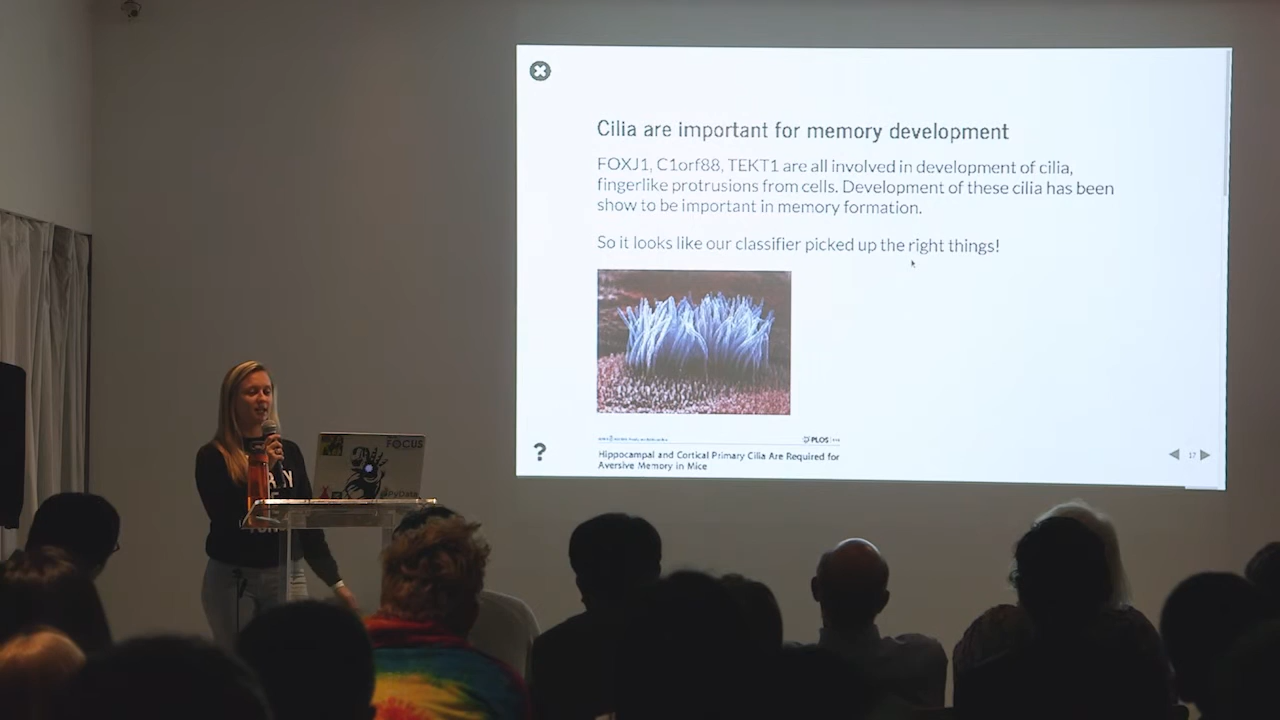 Cilia are important for memory development
FOXJ1, C1orf88, TEKT1 are all involved in development of cilia,
fingerlike protrusions from cells. Development of these cilia has been
show to be important in memory formation.
So it looks like our classifier picked up the right things!
PLOS
Hippocampal and Cortical Primary Cilia Are Required for
Aversive Memory in Mice
?
17
FOCUS
PyData